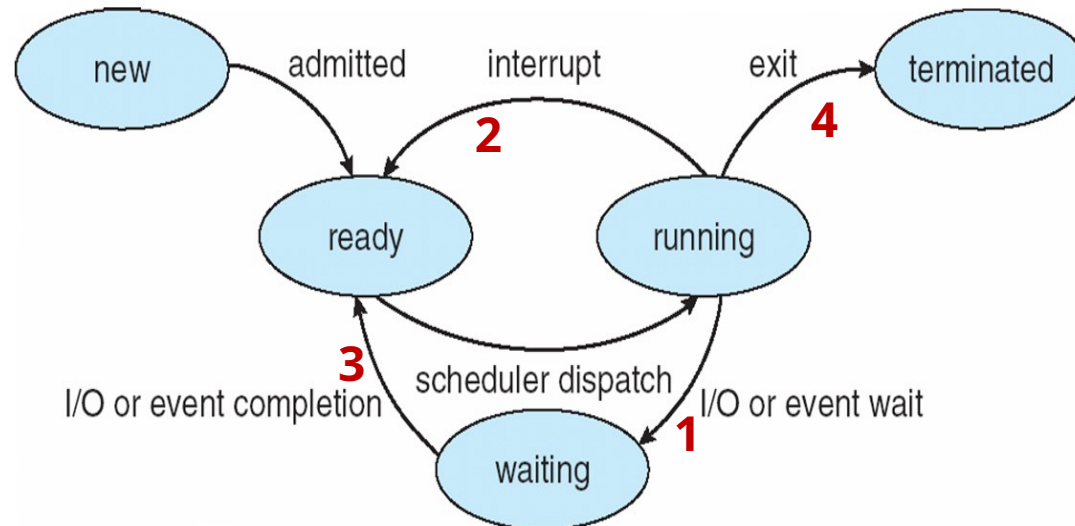 new
admitted
interrupt
exit
terminated
2
4
ready
running
3
scheduler dispatch
I/O or event completion
1
I/O or event wait
waiting